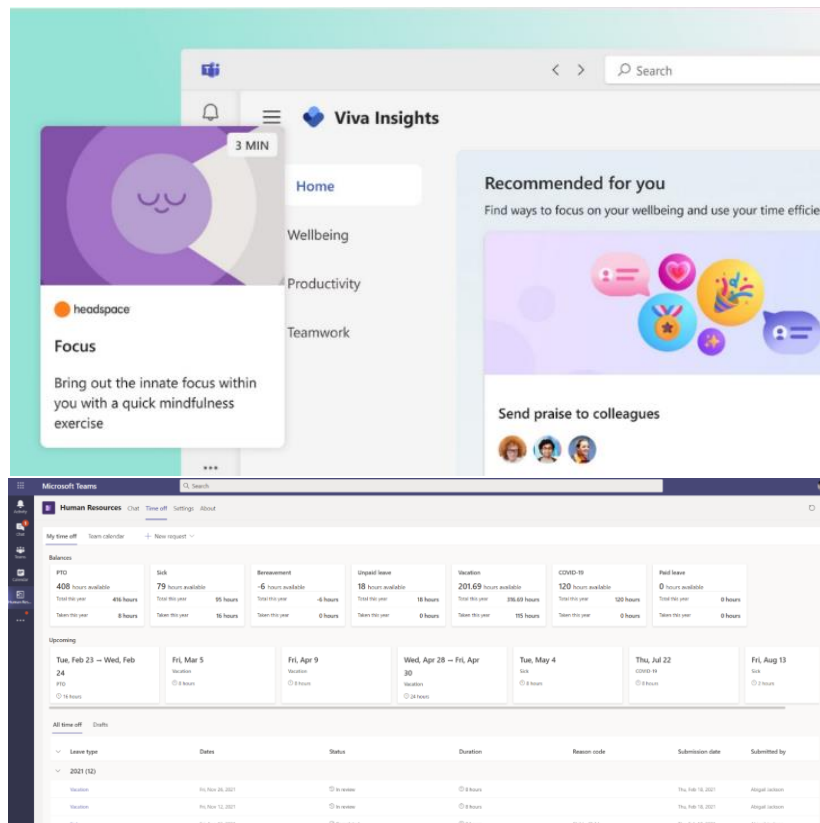 Search
Viva Insights
3 MIN
Home
Recommended for you
Find ways to focus on your wellbeing and use your time efficie
Wellbeing
Productivity
headspace
Teamwork
Focus
Bring out the innate focus within
you with a quick mindfulness
exercise
Send praise to colleagues
Microsoft Teams
Search
Human Resources Chat Time off Settings About
Activity
Chat
Teams
Calendar
Human Res...
My time off Team calendar + New request
Balances
PTO Sick Bereavement Unpaid leave Vacation COVID-19 Paid leave
408 hours available 79 hours available -6 hours available 18 hours available 201.69 hours available 120 hours available 0 hours available
Total this year 416 hours Total this year 95 hours Total this year -6 hours Total this year 18 hours Total this year 316.69 hours Total this year 120 hours Total this year 0 hours
Taken this year 8 hours Taken this year 16 hours Taken this year 0 hours Taken this year 0 hours Taken this year 115 hours Taken this year 0 hours Taken this year 0 hours
Upcoming
Tue, Feb 23 → Wed, Feb 24
PTO
16 hours
Fri, Mar 5
Vacation
8 hours
Fri, Apr 9
Vacation
8 hours
Wed, Apr 28 → Fri, Apr 30
Vacation
24 hours
Tue, May 4
Sick
8 hours
Thu, Jul 22
COVID-19
8 hours
Fri, Aug 13
Sick
2 hours
All time off Drafts
Leave type Dates Status Duration Reason code Submission date Submitted by
2021 (12)
Vacation Fri, Nov 26, 2021 In review 8 hours Thu, Feb 18, 2021 Abigail Jackson
Vacation Fri, Nov 12, 2021 In review 8 hours Thu, Feb 18, 2021 Abigail Jackson